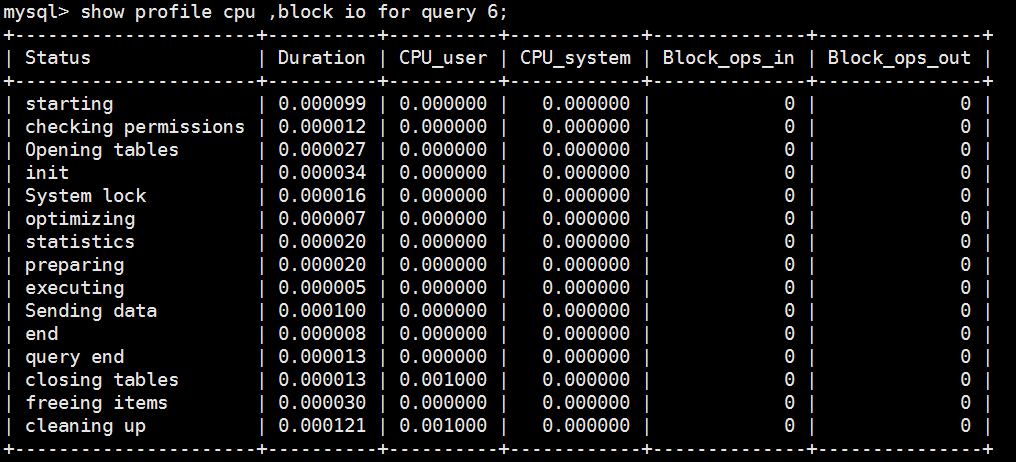 mysql> show profile cpu ,block io for query 6;
+----------------------+----------+----------+------------+--------------+---------------+
| Status               | Duration | CPU_user | CPU_system | Block_ops_in | Block_ops_out |
+----------------------+----------+----------+------------+--------------+---------------+
| starting             | 0.000099 | 0.000000 |   0.000000 |            0 |             0 |
| checking permissions | 0.000012 | 0.000000 |   0.000000 |            0 |             0 |
| Opening tables       | 0.000027 | 0.000000 |   0.000000 |            0 |             0 |
| init                 | 0.000034 | 0.000000 |   0.000000 |            0 |             0 |
| System lock          | 0.000016 | 0.000000 |   0.000000 |            0 |             0 |
| optimizing           | 0.000007 | 0.000000 |   0.000000 |            0 |             0 |
| statistics           | 0.000020 | 0.000000 |   0.000000 |            0 |             0 |
| preparing            | 0.000020 | 0.000000 |   0.000000 |            0 |             0 |
| executing            | 0.000005 | 0.000000 |   0.000000 |            0 |             0 |
| Sending data         | 0.000100 | 0.000000 |   0.000000 |            0 |             0 |
| end                  | 0.000008 | 0.000000 |   0.000000 |            0 |             0 |
| query end            | 0.000013 | 0.000000 |   0.000000 |            0 |             0 |
| closing tables       | 0.000013 | 0.001000 |   0.000000 |            0 |             0 |
| freeing items        | 0.000030 | 0.000000 |   0.000000 |            0 |             0 |
| cleaning up          | 0.000121 | 0.001000 |   0.000000 |            0 |             0 |
+----------------------+----------+----------+------------+--------------+---------------+